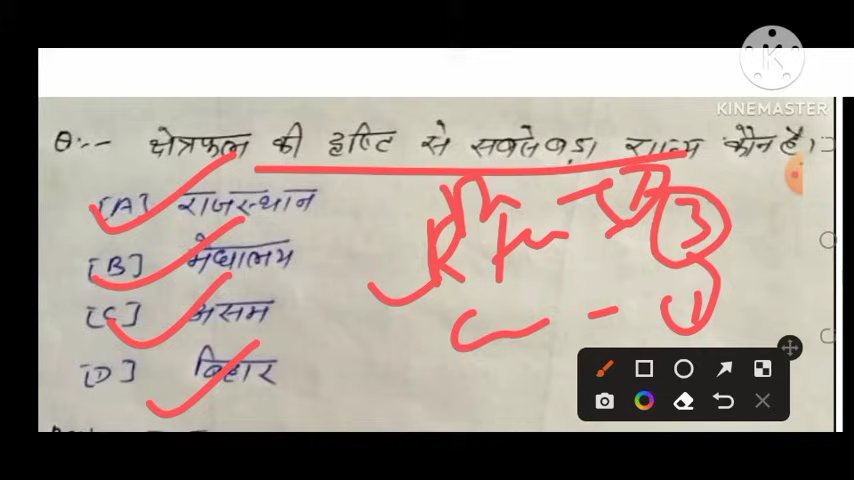 KINEMASTER
Q:-- क्षेत्रफल की दृष्टि से सबसे बड़ा राज्य कौन है।
[A] राजस्थान
[B] मेघालय
[C] असम
[D] बिहार